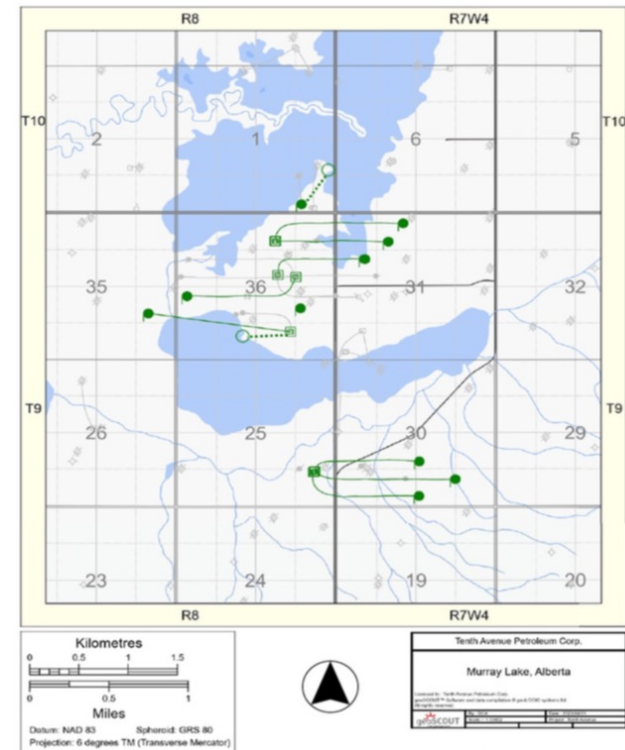 R8 R7W4
T10 T10
2 1 6 5
35 36 31 32
T9 T9
26 25 30 29
23 24 19 20
R8 R7W4
Kilometres
0 0.5 1 1.5
0 0.5 1
Miles
Datum: NAD 83 Spheroid: GRS 80
Projection: 6 degrees TM (Transverse Mercator)
Tenth Avenue Petroleum Corp.
Murray Lake, Alberta
geoSCOUT